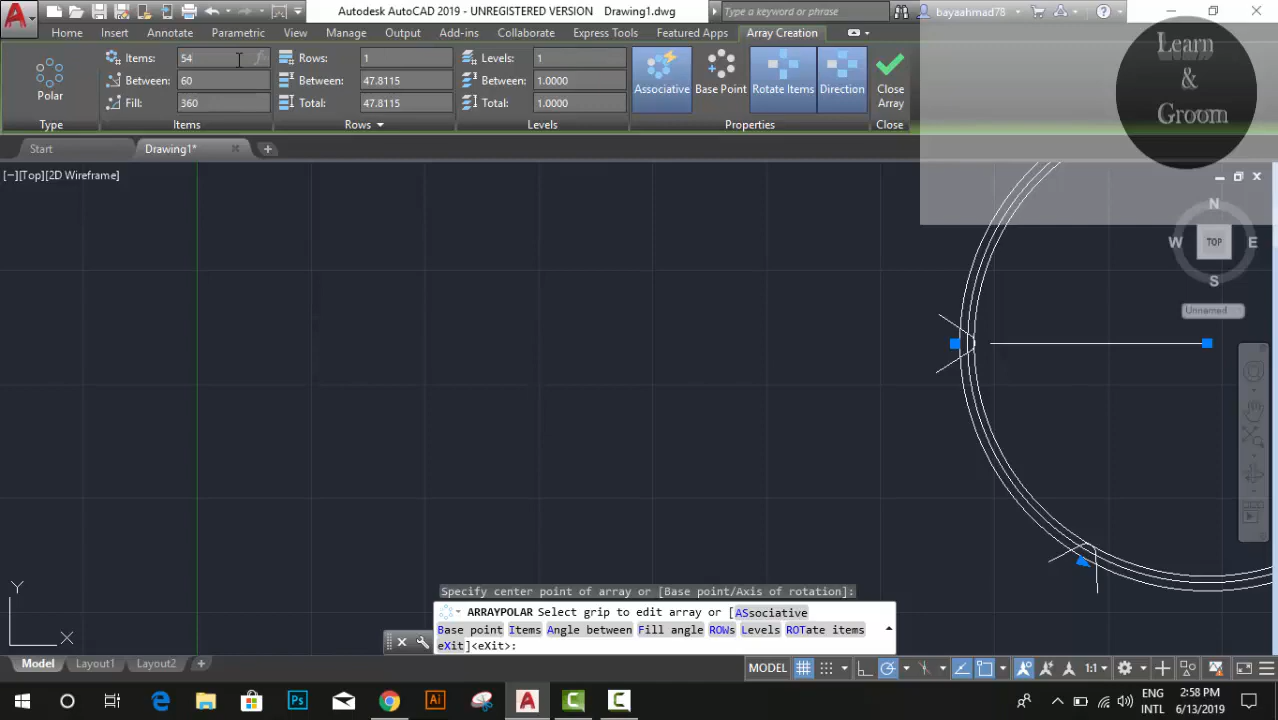 Autodesk AutoCAD 2019 - UNREGISTERED VERSION Drawing1.dwg
Type a keyword or phrase
bayaahmad78
Home Insert Annotate Parametric View Manage Output Add-ins Collaborate Express Tools Featured Apps Array Creation
Learn
&
Groom
Polar
Type
Items: 54
Between: 60
Fill: 360
Items
Rows: 1
Between: 47.8115
Total: 47.8115
Rows
Levels: 1
Between: 1.0000
Total: 1.0000
Levels
Associative Base Point Rotate Items Direction
Properties
Close
Array
Close
Start Drawing1*
[−][Top][2D Wireframe]
N
W TOP E
S
Unnamed
Y
X
Specify center point of array or [Base point/Axis of rotation]:
ARRAYPOLAR Select grip to edit array or [ASsociative
Base point Items Angle between Fill angle ROWs Levels ROTate items
eXit]<eXit>:
Model Layout1 Layout2 +
MODEL 1:1
ENG
INTL
2:58 PM
6/13/2019